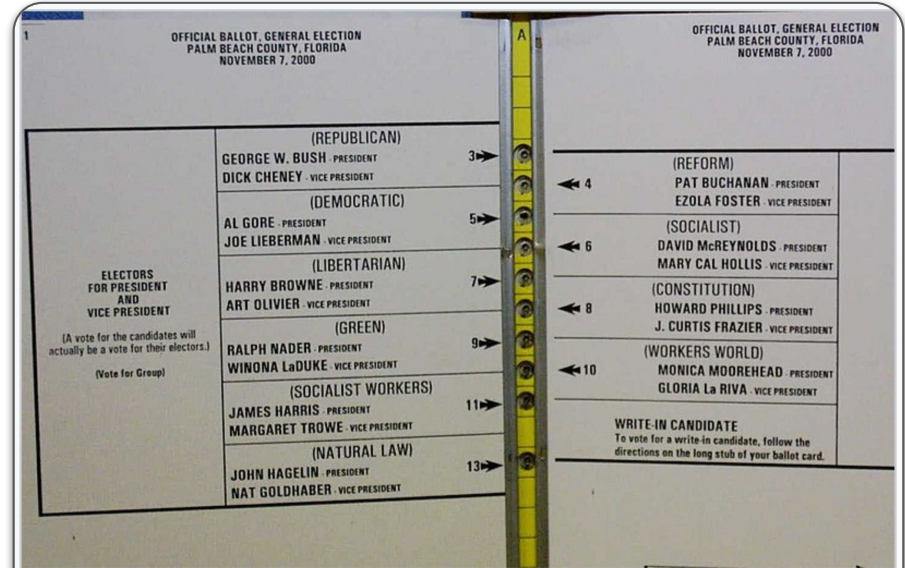 1
OFFICIAL BALLOT, GENERAL ELECTION
PALM BEACH COUNTY, FLORIDA
NOVEMBER 7, 2000
ELECTORS
FOR PRESIDENT
AND
VICE PRESIDENT
(A vote for the candidates will
actually be a vote for their electors.)
(Vote for Group)
(REPUBLICAN)
GEORGE W. BUSH - PRESIDENT
DICK CHENEY - VICE PRESIDENT
3
(DEMOCRATIC)
AL GORE - PRESIDENT
JOE LIEBERMAN - VICE PRESIDENT
5
(LIBERTARIAN)
HARRY BROWNE - PRESIDENT
ART OLIVIER - VICE PRESIDENT
7
(GREEN)
RALPH NADER - PRESIDENT
WINONA LaDUKE - VICE PRESIDENT
9
(SOCIALIST WORKERS)
JAMES HARRIS - PRESIDENT
MARGARET TROWE - VICE PRESIDENT
11
(NATURAL LAW)
JOHN HAGELIN - PRESIDENT
NAT GOLDHABER - VICE PRESIDENT
13
A
OFFICIAL BALLOT, GENERAL ELECTION
PALM BEACH COUNTY, FLORIDA
NOVEMBER 7, 2000
(REFORM)
4 PAT BUCHANAN - PRESIDENT
EZOLA FOSTER - VICE PRESIDENT
(SOCIALIST)
6 DAVID McREYNOLDS - PRESIDENT
MARY CAL HOLLIS - VICE PRESIDENT
(CONSTITUTION)
8 HOWARD PHILLIPS - PRESIDENT
J. CURTIS FRAZIER - VICE PRESIDENT
(WORKERS WORLD)
10 MONICA MOOREHEAD - PRESIDENT
GLORIA La RIVA - VICE PRESIDENT
WRITE-IN CANDIDATE
To vote for a write-in candidate, follow the
directions on the long stub of your ballot card.